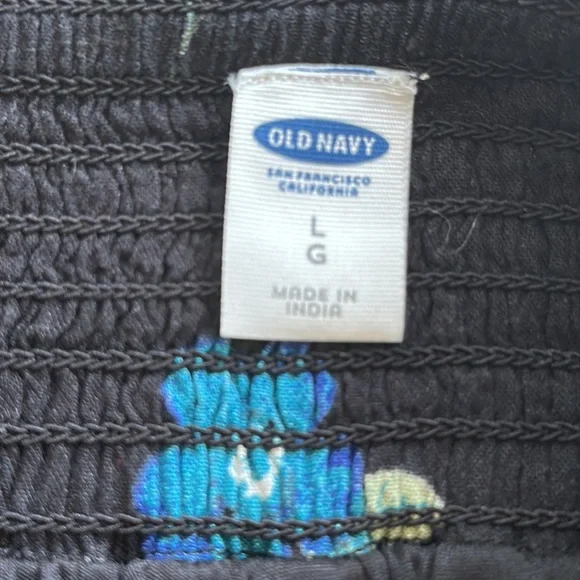 OLD NAVY
SAN FRANCISCO
CALIFORNIA
L
G
MADE IN
INDIA